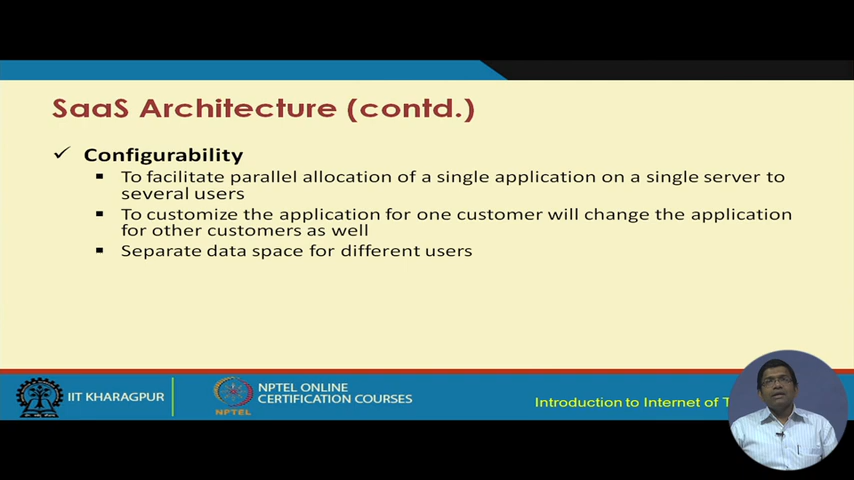 SaaS Architecture (contd.)
✓ Configurability
▪ To facilitate parallel allocation of a single application on a single server to
several users
▪ To customize the application for one customer will change the application
for other customers as well
▪ Separate data space for different users
IIT KHARAGPUR
NPTEL
NPTEL ONLINE
CERTIFICATION COURSES
Introduction to Internet of